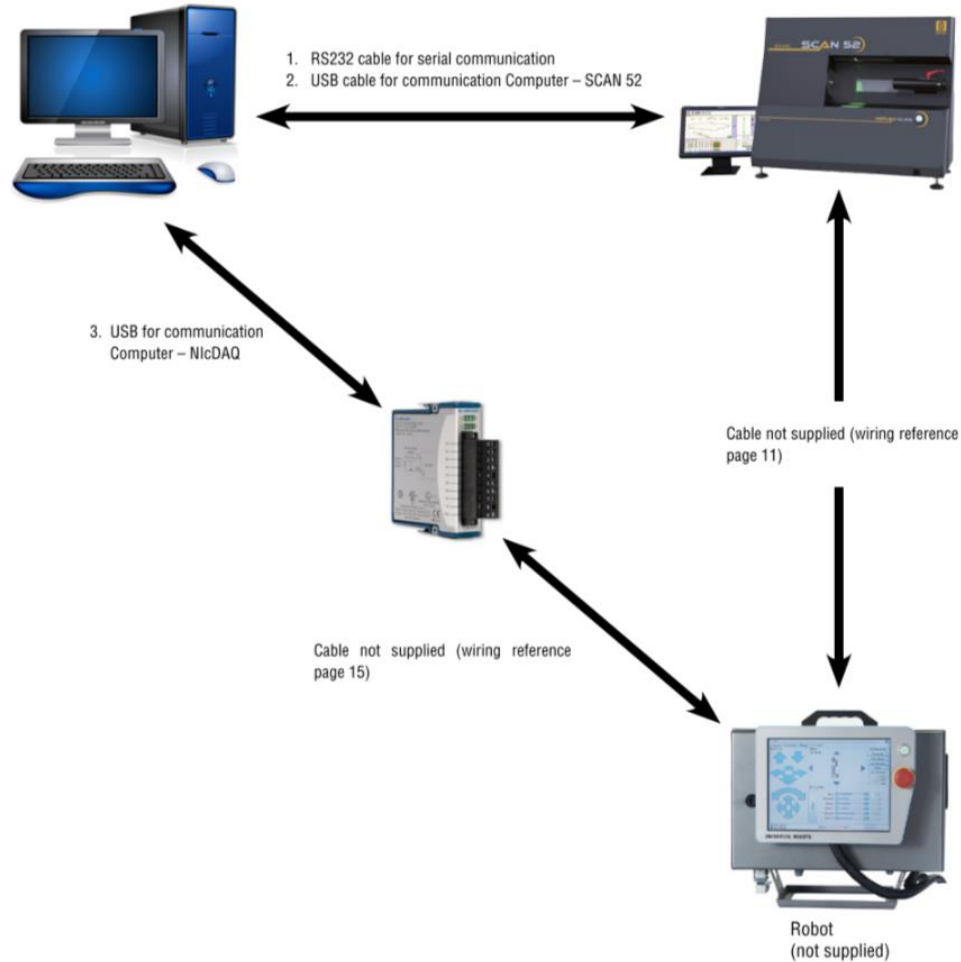 1. RS232 cable for serial communication
2. USB cable for communication Computer – SCAN 52
SCAN 52
3. USB for communication
Computer – NIcDAQ
Cable not supplied (wiring reference
page 11)
Cable not supplied (wiring reference
page 15)
UNIVERSAL ROBOTS
Robot
(not supplied)